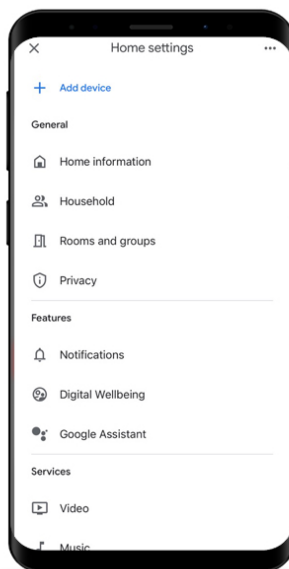 Home settings
Add device
General
Home information
Household
Rooms and groups
Privacy
Features
Notifications
Digital Wellbeing
Google Assistant
Services
Video
Music